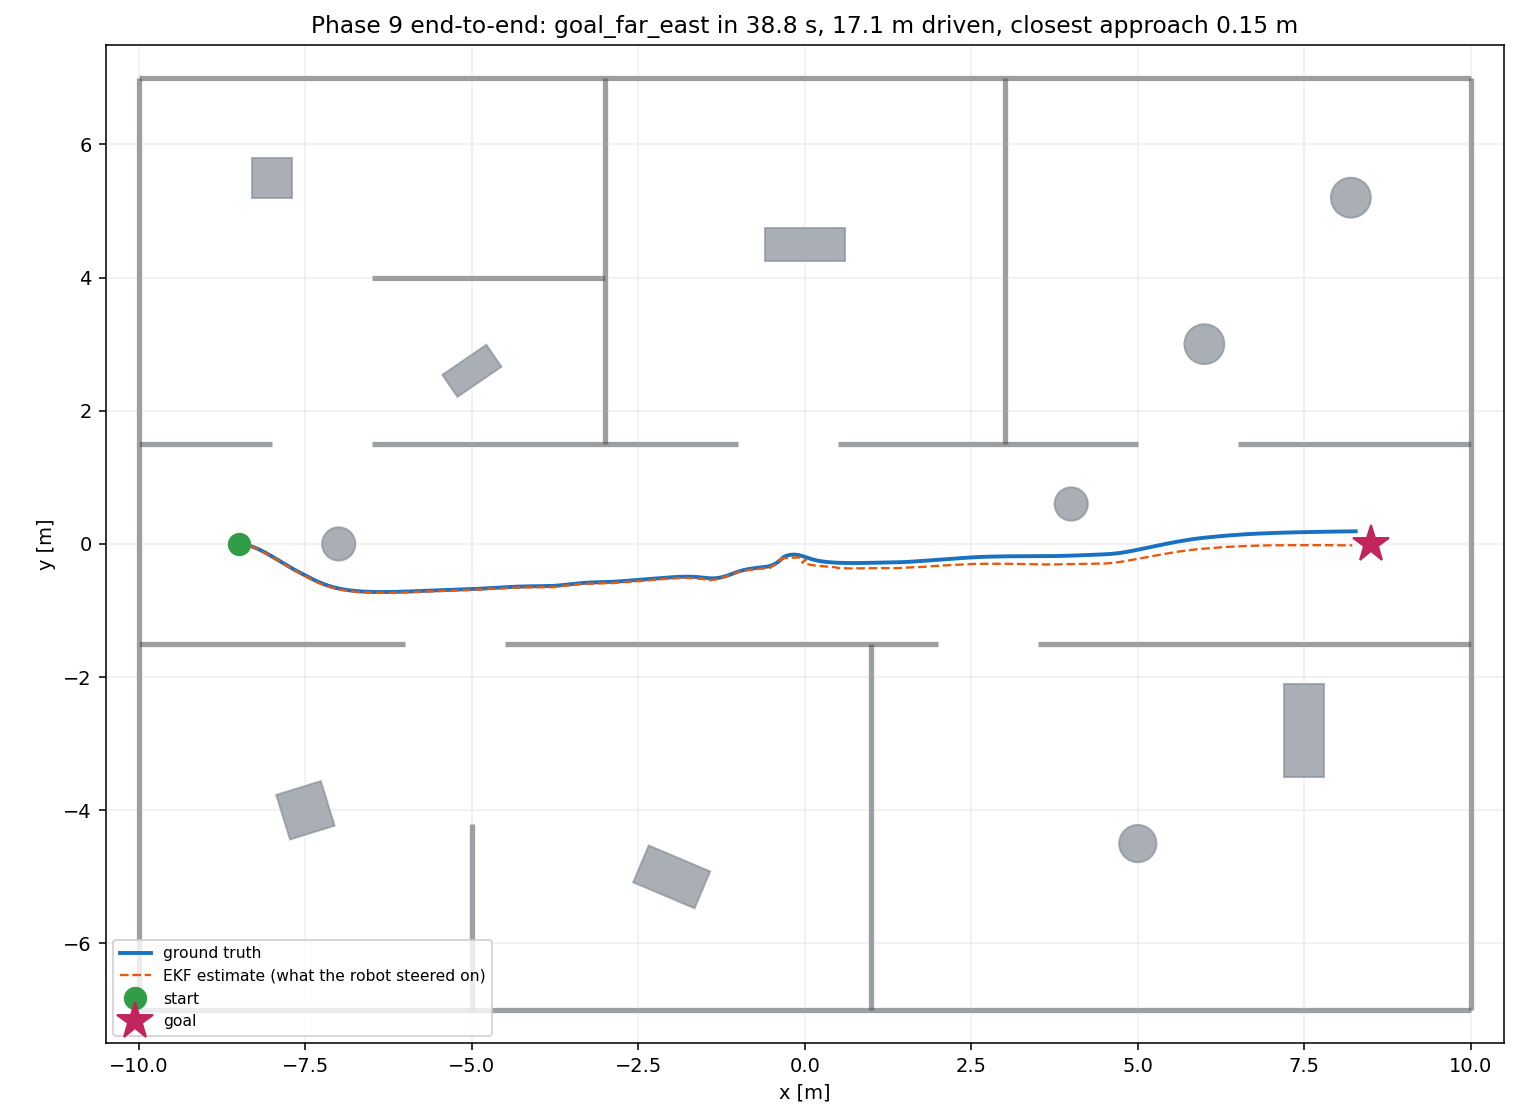 Phase 9 end-to-end: goal_far_east in 38.8 s, 17.1 m driven, closest approach 0.15 m
y [m]
6
4
2
0
−2
−4
−6
ground truth
EKF estimate (what the robot steered on)
start
goal
−10.0 −7.5 −5.0 −2.5 0.0 2.5 5.0 7.5 10.0
x [m]